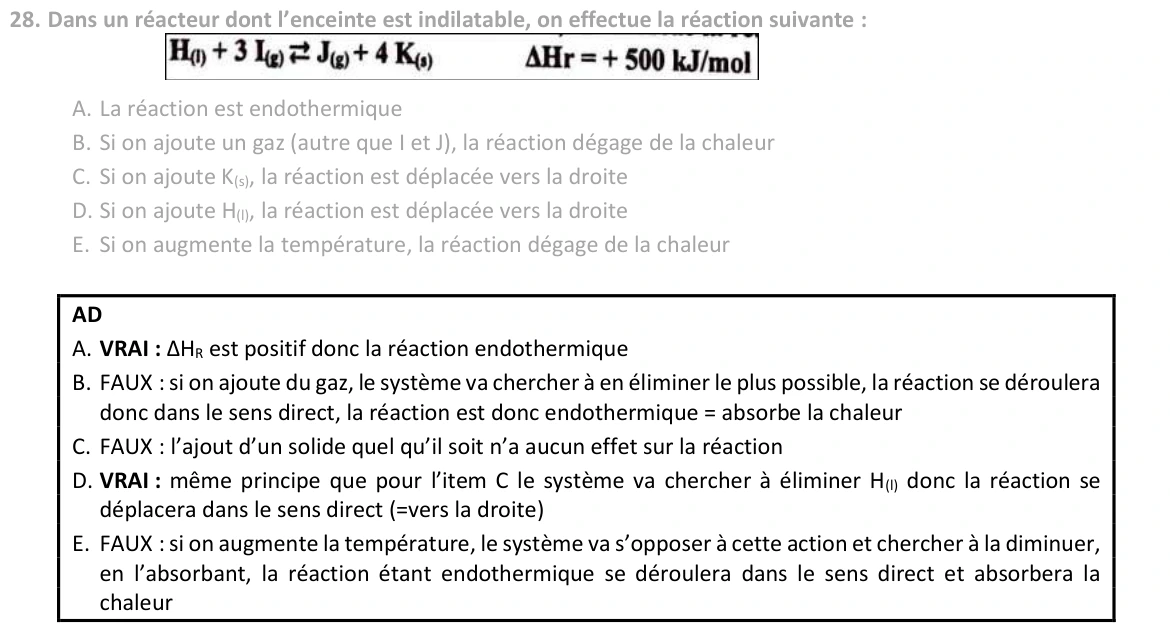 28. Dans un réacteur dont l’enceinte est indilatable, on effectue la réaction suivante :
H(l) + 3 I(g) ⇄ J(g) + 4 K(s) ΔHr = + 500 kJ/mol
A. La réaction est endothermique
B. Si on ajoute un gaz (autre que I et J), la réaction dégage de la chaleur
C. Si on ajoute K(s), la réaction est déplacée vers la droite
D. Si on ajoute H(l), la réaction est déplacée vers la droite
E. Si on augmente la température, la réaction dégage de la chaleur
AD
A. VRAI : ΔHR est positif donc la réaction endothermique
B. FAUX : si on ajoute du gaz, le système va chercher à en éliminer le plus possible, la réaction se déroulera
donc dans le sens direct, la réaction est donc endothermique = absorbe la chaleur
C. FAUX : l’ajout d’un solide quel qu’il soit n’a aucun effet sur la réaction
D. VRAI : même principe que pour l’item C le système va chercher à éliminer H(l) donc la réaction se
déplacera dans le sens direct (=vers la droite)
E. FAUX : si on augmente la température, le système va s’opposer à cette action et chercher à la diminuer,
en l’absorbant, la réaction étant endothermique se déroulera dans le sens direct et absorbera la
chaleur